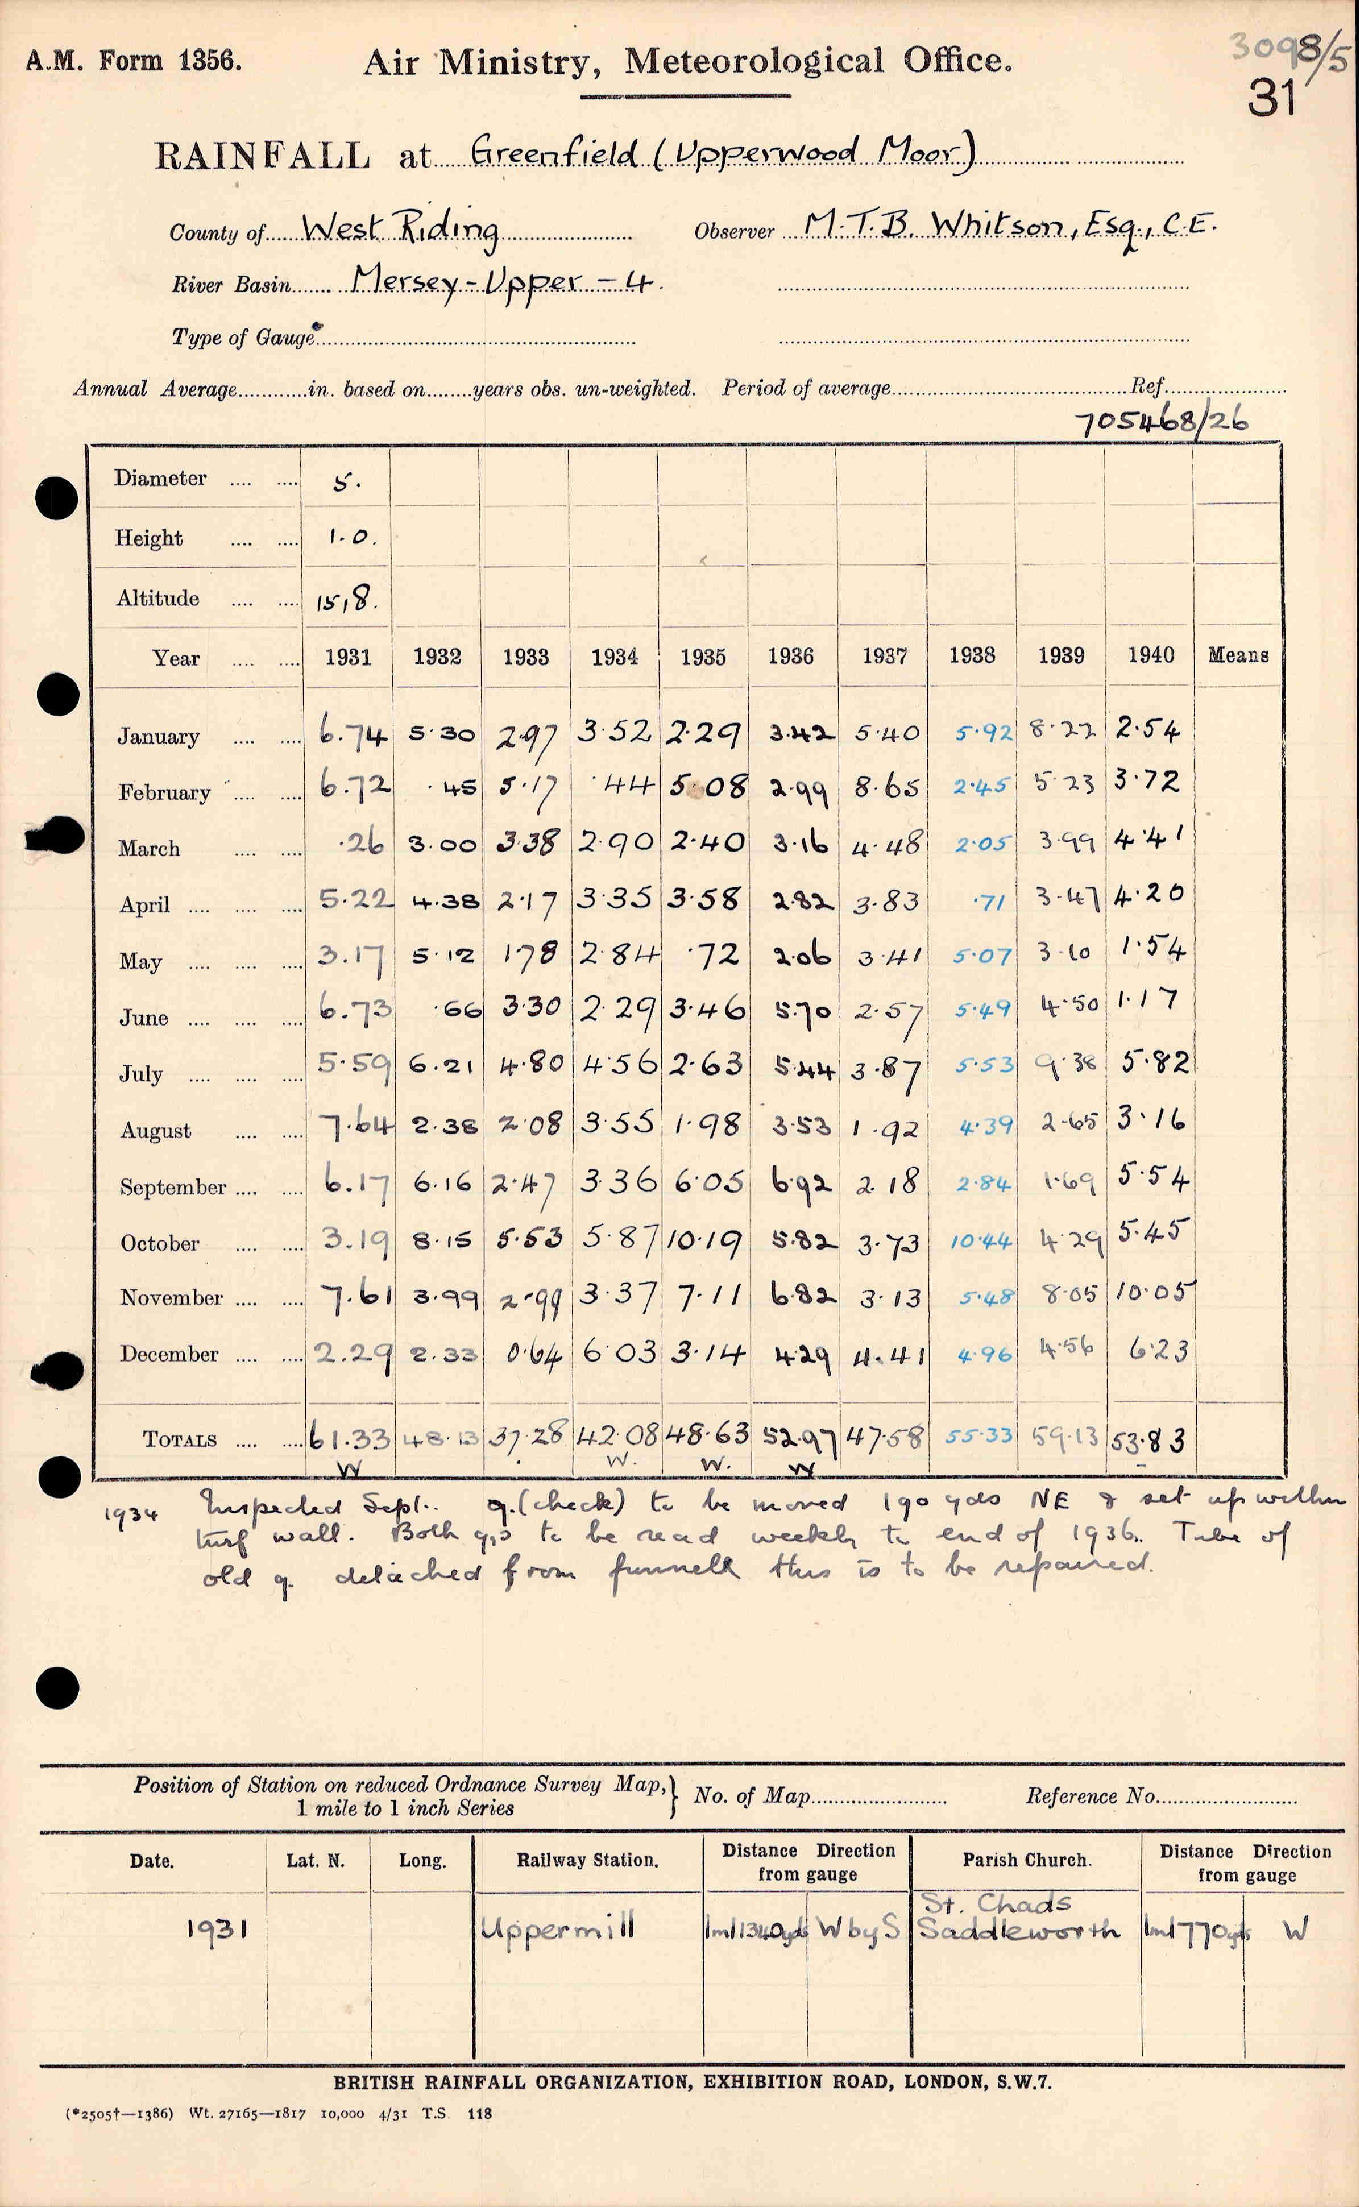 A.M. Form 1356.
Air Ministry, Meteorological Office.
8/5
31
RAINFALL at Greenfield (Upperwood Moor)
County of West Riding Observer M.T.B. Whitson, Esq., C.E.
River Basin Mersey - Upper - 4.
Type of Gauge
Annual Average in. based on years obs. un-weighted. Period of average Ref.
705468/26
Diameter 5.
Height 1.0.
Altitude 1518.
Year 1931 1932 1933 1934 1935 1936 1937 1938 1939 1940 Means
January 6.74 5.30 2.97 3.52 2.29 3.42 5.40 5.92 8.22 2.54
February 6.72 .45 5.17 .44 5.08 2.99 8.65 2.45 5.23 3.72
March .26 3.00 3.38 2.90 2.40 3.16 4.48 2.05 3.99 4.41
April 5.22 4.38 2.17 3.35 3.58 2.82 3.83 .71 3.47 4.20
May 3.17 5.12 1.78 2.84 .72 2.06 3.41 5.07 3.10 1.54
June 6.73 .66 3.30 2.29 3.46 5.70 2.57 5.49 4.50 1.17
July 5.59 6.21 4.80 4.56 2.63 5.44 3.87 5.53 9.38 5.82
August 7.64 2.38 2.08 3.55 1.98 3.53 1.92 4.39 2.65 3.16
September 6.17 6.16 2.47 3.36 6.05 6.92 2.18 2.84 1.69 5.54
October 3.19 8.15 5.53 5.87 10.19 5.82 3.73 10.44 4.29 5.45
November 7.61 3.99 2.99 3.37 7.11 6.82 3.13 5.48 8.05 10.05
December 2.29 2.33 0.64 6.03 3.14 4.29 4.41 4.96 4.56 6.23
TOTALS 61.33 48.13 37.28 42.08 48.63 52.97 47.58 55.33 59.13 53.83
W W. W. W
1934 Inspected Sept. g. (check) to be moved 190 yds NE & set up within
turf wall. Both g,s to be read weekly to end of 1936. Tube of
old g. detached from funnell this is to be repaired.
Position of Station on reduced Ordnance Survey Map,} No. of Map Reference No.
1 mile to 1 inch Series
Date. Lat. N. Long. Railway Station. Distance Direction from gauge Parish Church. Distance Direction from gauge
1931 Uppermill 1ml 1340yds W by S St. Chads Saddleworth 1ml 770yds W
BRITISH RAINFALL ORGANIZATION, EXHIBITION ROAD, LONDON, S.W.7.
(*2505†—1386) Wt. 27165—1817 10,000 4/31 T.S. 118